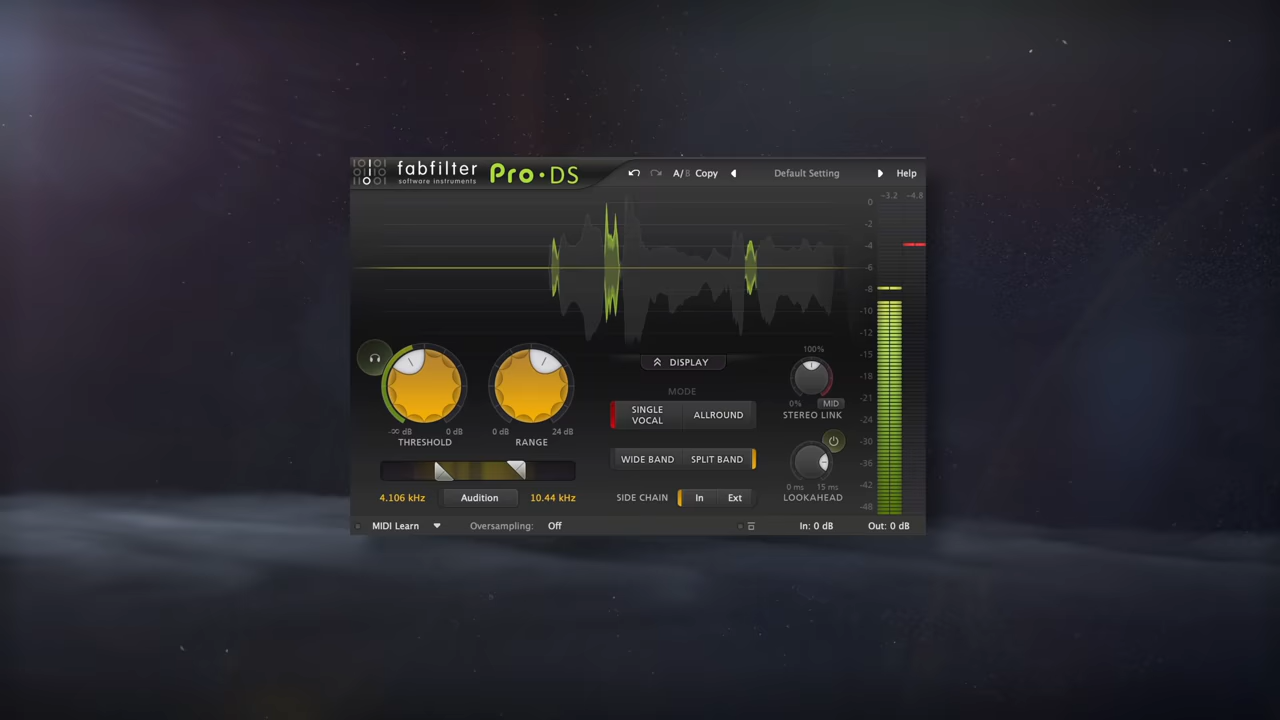 fabfilter Pro·DS
software instruments
A/B Copy Default Setting Help
-3.2 -4.8
0
-2
-4
-6
-8
-10
-12
-15
-18
-21
-24
-30
-36
-42
-48
DISPLAY
MODE
SINGLE VOCAL
ALLROUND
WIDE BAND SPLIT BAND
SIDE CHAIN In Ext
-∞ dB 0 dB
THRESHOLD
0 dB 24 dB
RANGE
4.106 kHz Audition 10.44 kHz
100%
0% MID
STEREO LINK
0 ms 15 ms
LOOKAHEAD
MIDI Learn Oversampling: Off In: 0 dB Out: 0 dB